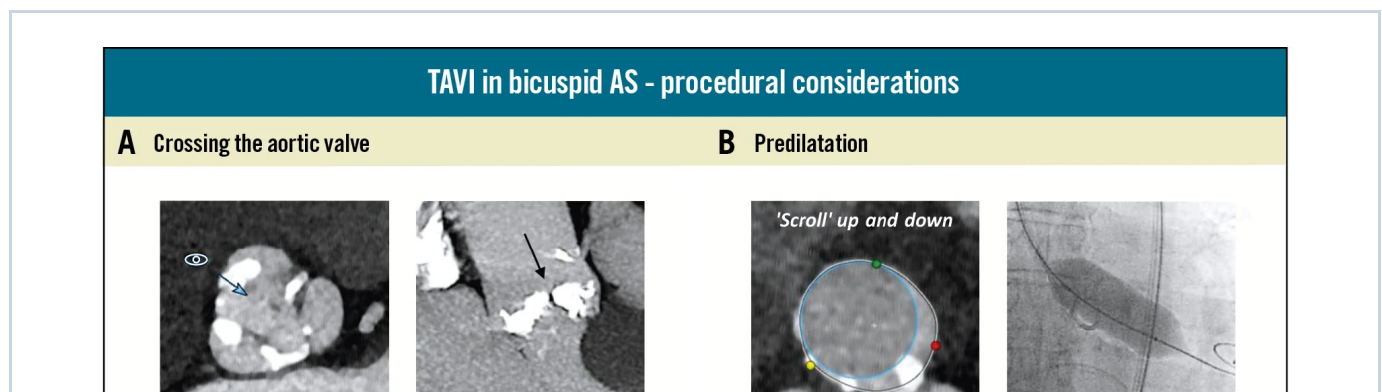 TAVI in bicuspid AS - procedural considerations
A Crossing the aortic valve
B Predilatation
'Scroll' up and down